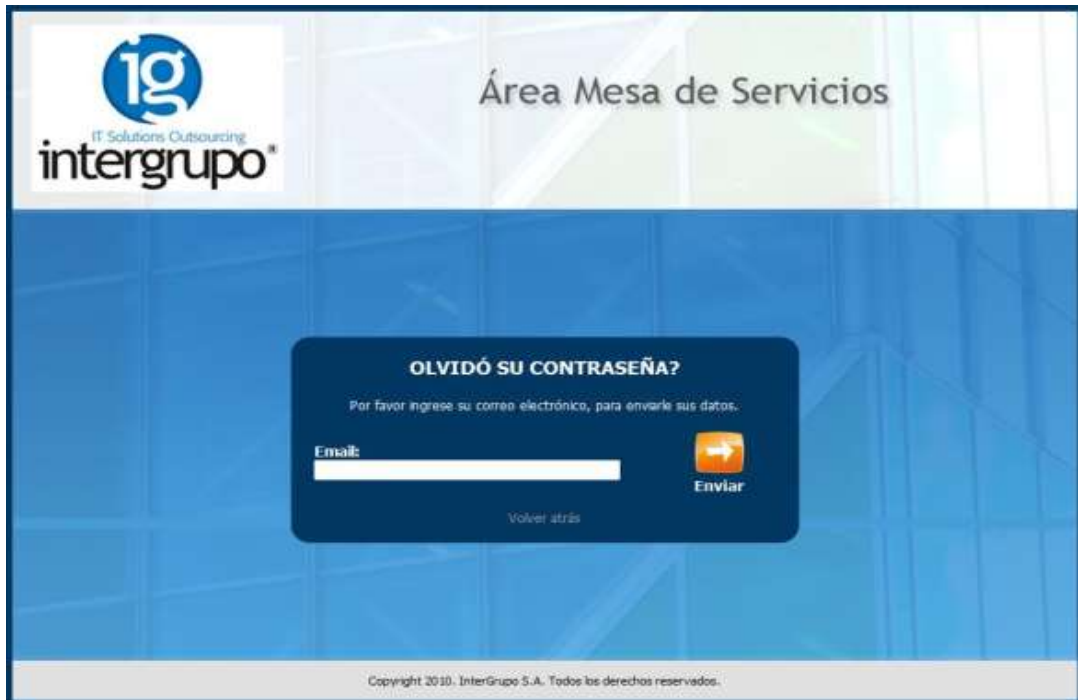 ig
IT Solutions Outsourcing
intergrupo®
Área Mesa de Servicios
OLVIDÓ SU CONTRASEÑA?
Por favor ingrese su correo electrónico, para enviarle sus datos.
Email:
Enviar
Volver atrás
Copyright 2010. InterGrupo S.A. Todos los derechos reservados.